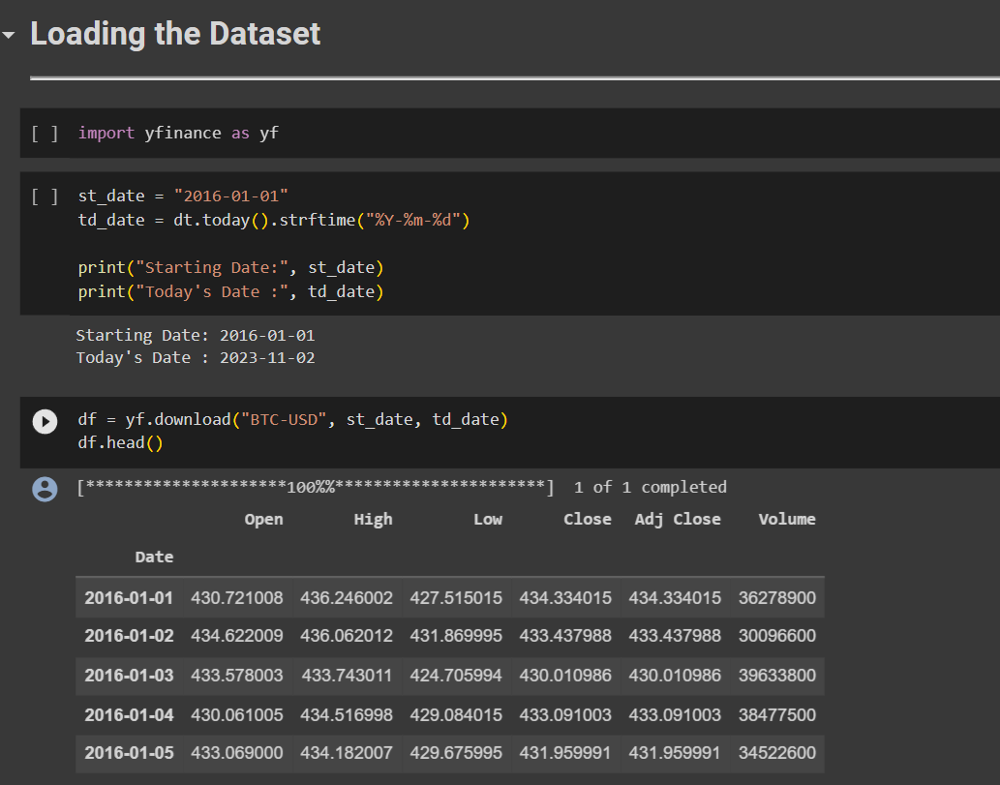 Loading the Dataset
[ ] import yfinance as yf
[ ] st_date = "2016-01-01"
td_date = dt.today().strftime("%Y-%m-%d")
print("Starting Date:", st_date)
print("Today's Date :", td_date)
Starting Date: 2016-01-01
Today's Date : 2023-11-02
df = yf.download("BTC-USD", st_date, td_date)
df.head()
[*********************100%%**********************]  1 of 1 completed
Open High Low Close Adj Close Volume
Date
2016-01-01 430.721008 436.246002 427.515015 434.334015 434.334015 36278900
2016-01-02 434.622009 436.062012 431.869995 433.437988 433.437988 30096600
2016-01-03 433.578003 433.743011 424.705994 430.010986 430.010986 39633800
2016-01-04 430.061005 434.516998 429.084015 433.091003 433.091003 38477500
2016-01-05 433.069000 434.182007 429.675995 431.959991 431.959991 34522600